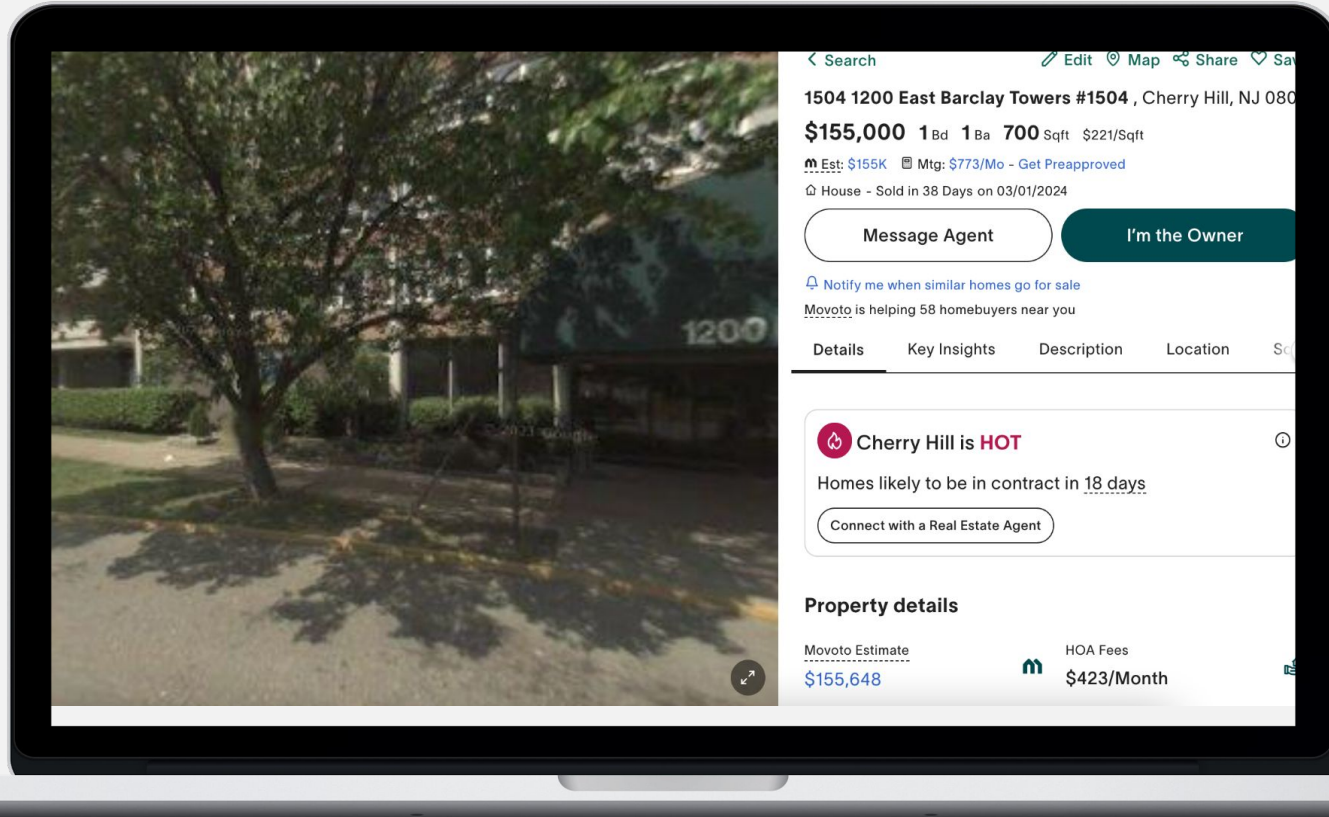 1200
© 2023 Google
Search Edit Map Share Sav
1504 1200 East Barclay Towers #1504 , Cherry Hill, NJ 080
$155,000 1 Bd 1 Ba 700 Sqft $221/Sqft
Est: $155K Mtg: $773/Mo - Get Preapproved
House - Sold in 38 Days on 03/01/2024
Message Agent I'm the Owner
Notify me when similar homes go for sale
Movoto is helping 58 homebuyers near you
Details Key Insights Description Location Sc
Cherry Hill is HOT
Homes likely to be in contract in 18 days
Connect with a Real Estate Agent
Property details
Movoto Estimate HOA Fees
$155,648 $423/Month